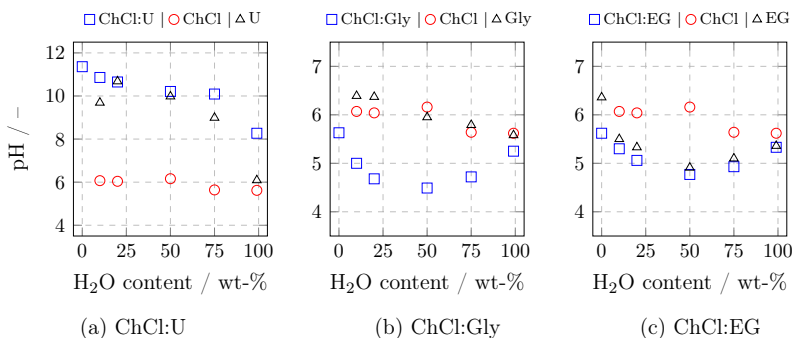 ChCl:U | ChCl | U
12
10
8
6
4
0 25 50 75 100
pH / –
H₂O content / wt-%
(a) ChCl:U
ChCl:Gly | ChCl | Gly
7
6
5
4
0 25 50 75 100
H₂O content / wt-%
(b) ChCl:Gly
ChCl:EG | ChCl | EG
7
6
5
4
0 25 50 75 100
H₂O content / wt-%
(c) ChCl:EG